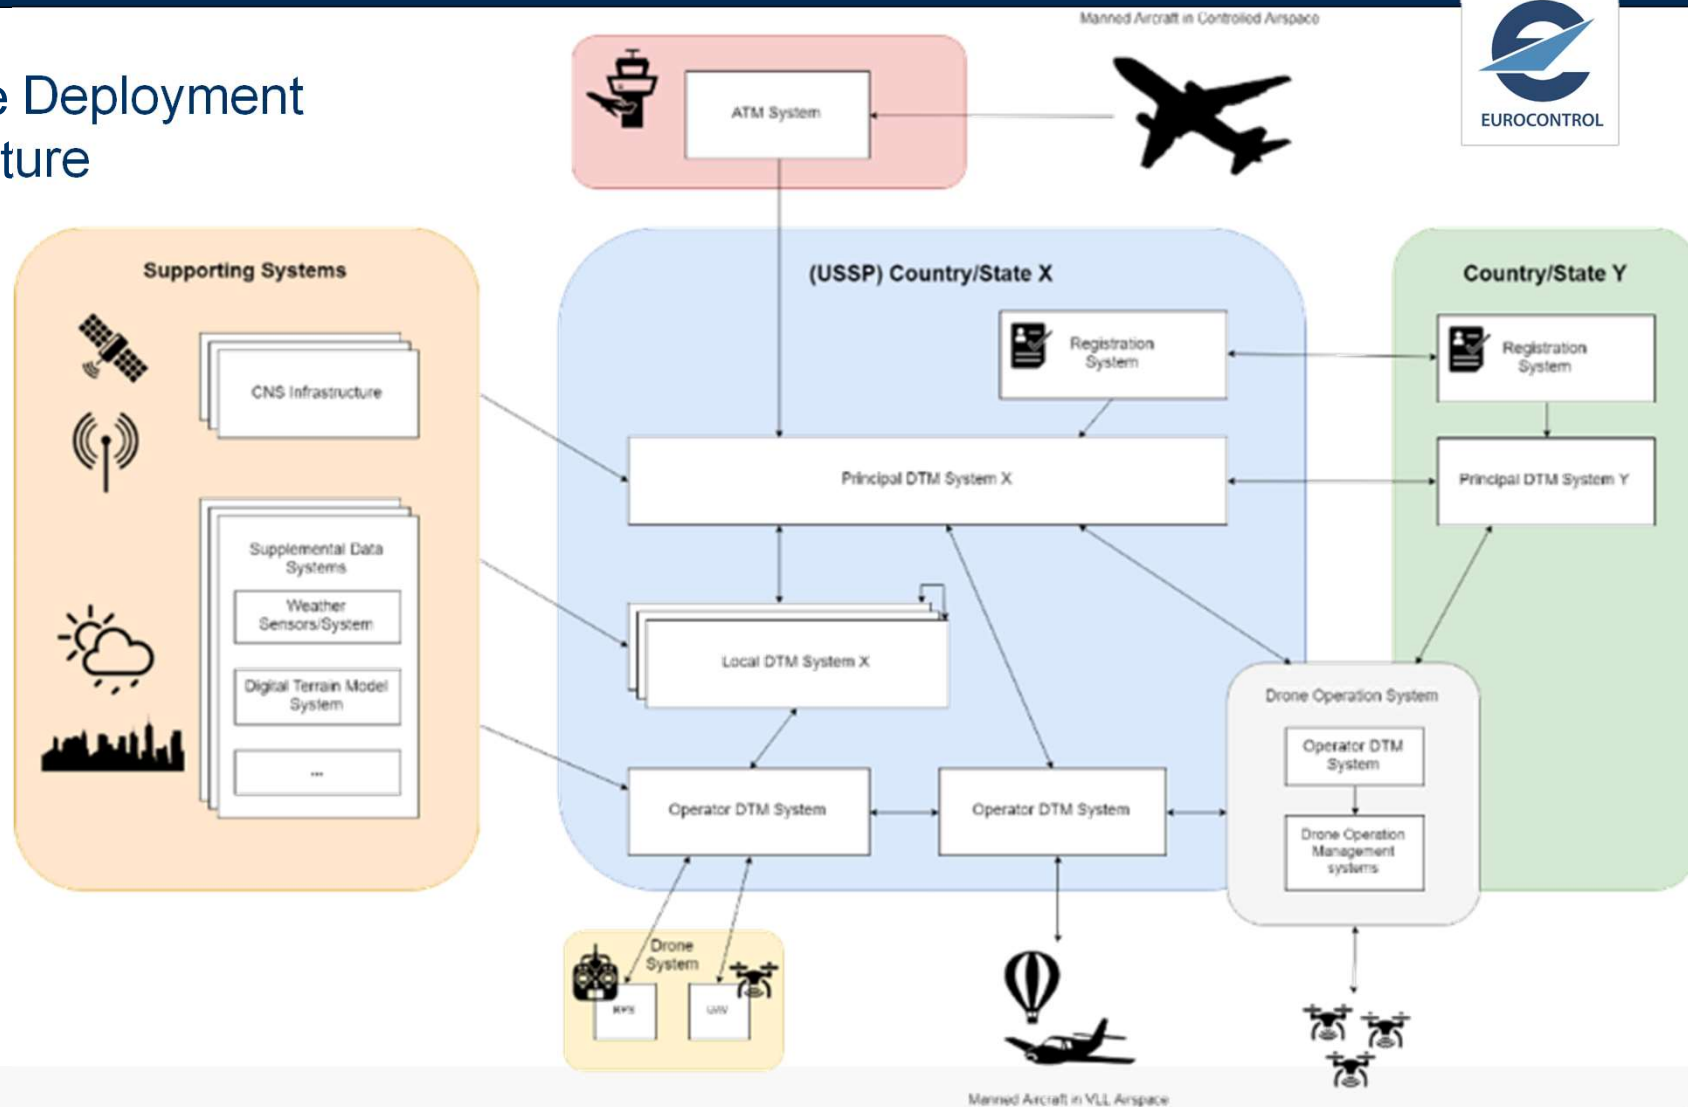 Manned Aircraft in Controlled Airspace
e Deployment
ture
EUROCONTROL
ATM System
Supporting Systems
CNS Infrastructure
Supplemental Data
Systems
Weather
Sensors/System
Digital Terrain Model
System
...
(USSP) Country/State X
Registration
System
Principal DTM System X
Local DTM System X
Operator DTM System
Operator DTM System
Country/State Y
Registration
System
Principal DTM System Y
Drone Operation System
Operator DTM
System
Drone Operation
Management
systems
Drone
System
Manned Aircraft in VLL Airspace